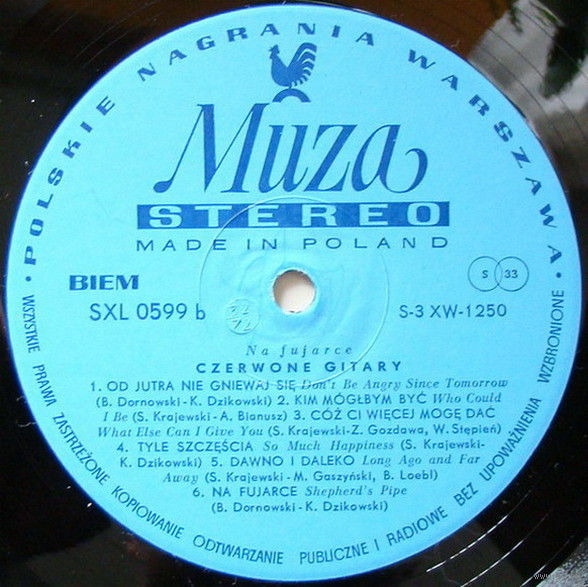 • POLSKIE NAGRANIA WARSZAWA •
Muza
STEREO
MADE IN POLAND
BIEM
SXL 0599 b
S 33
S-3 XW-1250
Na fujarce
CZERWONE GITARY
1. OD JUTRA NIE GNIEWAJ SIĘ Don't Be Angry Since Tomorrow
(B. Dornowski-K. Dzikowski) 2. KIM MÓGŁBYM BYĆ Who Could
I Be (S. Krajewski-A. Bianusz) 3. CÓŻ CI WIĘCEJ MOGĘ DAĆ
What Else Can I Give You (S. Krajewski-Z. Gozdawa, W. Stępień)
4. TYLE SZCZĘŚCIA So Much Happiness (S. Krajewski-
K. Dzikowski) 5. DAWNO I DALEKO Long Ago and Far
Away (S. Krajewski - M. Gaszyński, B. Loebl)
6. NA FUJARCE Shepherd's Pipe
(B. Dornowski-K. Dzikowski)
WSZYSTKIE PRAWA ZASTRZEŻONE KOPIOWANIE ODTWARZANIE PUBLICZNE I RADIOWE BEZ UPOWAŻNIENIA WZBRONIONE